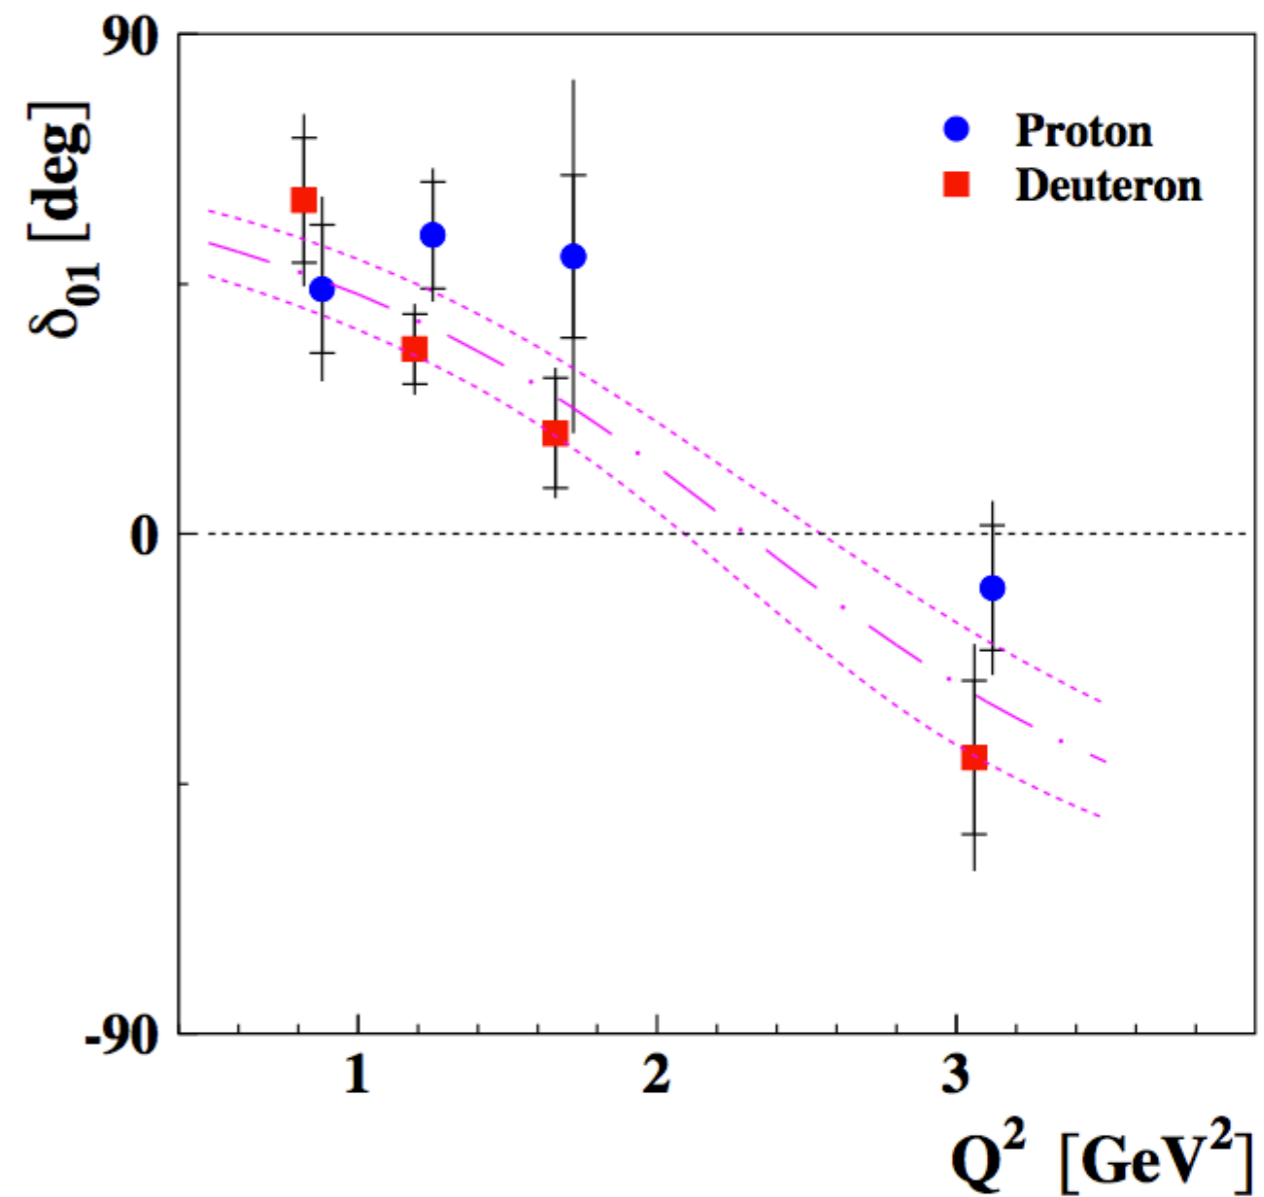 90
Proton
Deuteron
δ₀₁ [deg]
0
-90
1 2 3
Q² [GeV²]